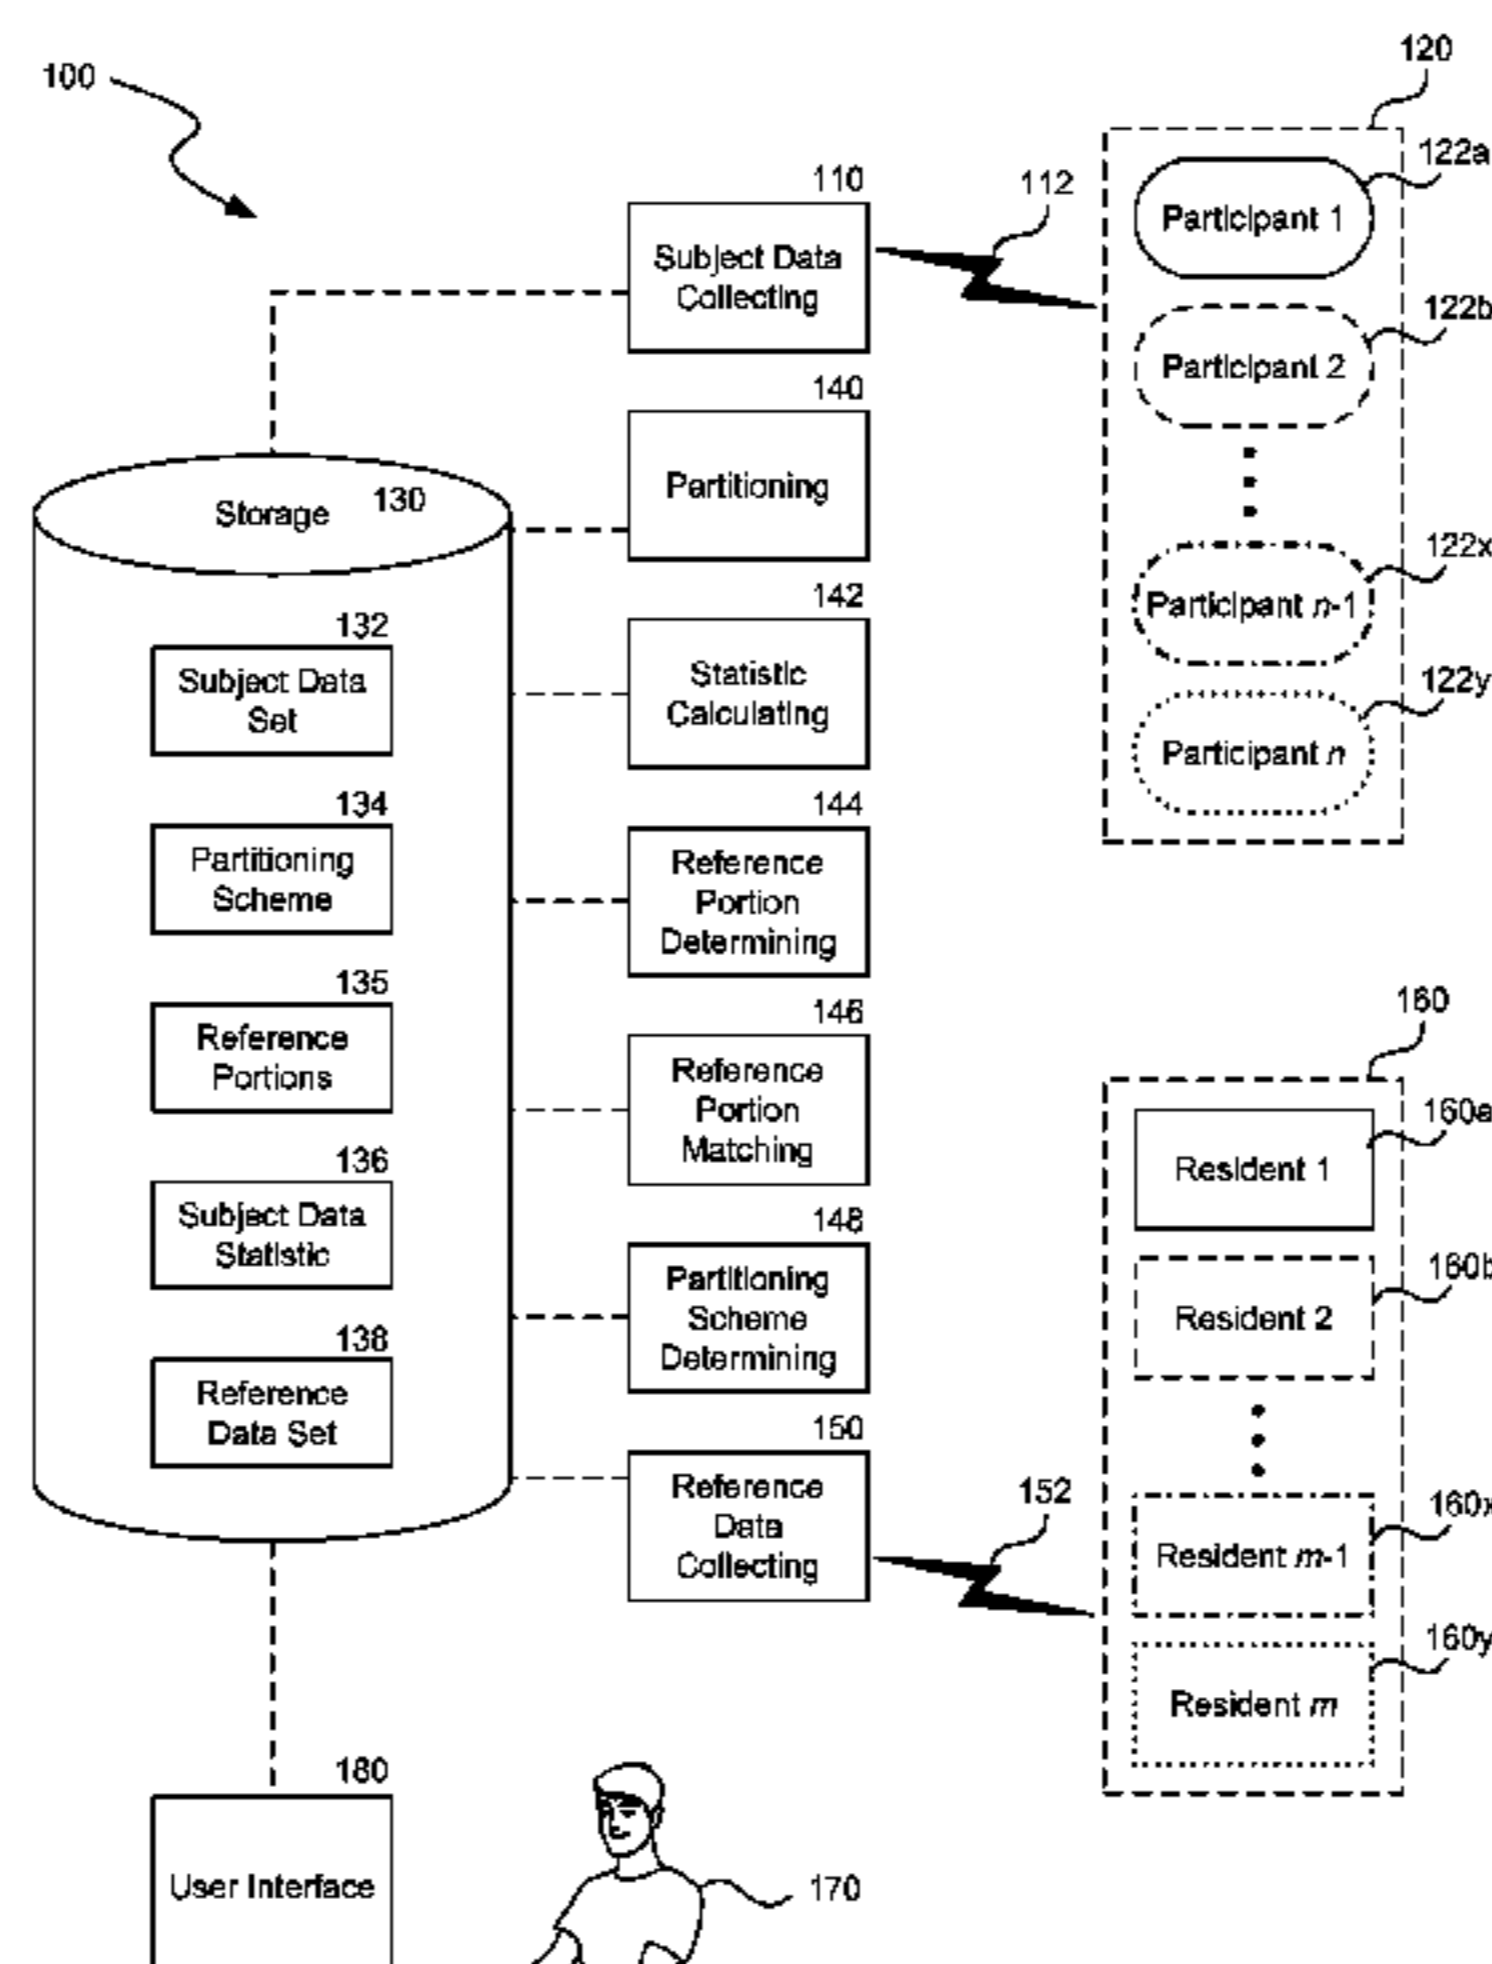 100
120
110
112
122a
Participant 1
Subject Data
Collecting
122b
Participant 2
140
Partitioning
Storage
130
122x
Participant n-1
142
Statistic
Calculating
132
Subject Data
Set
122y
Participant n
134
Partitioning
Scheme
144
Reference
Portion
Determining
135
Reference
Portions
146
Reference
Portion
Matching
160
160a
Resident 1
136
Subject Data
Statistic
148
Partitioning
Scheme
Determining
160b
Resident 2
138
Reference
Data Set
150
Reference
Data
Collecting
152
160x
Resident m-1
160y
Resident m
180
User Interface
170